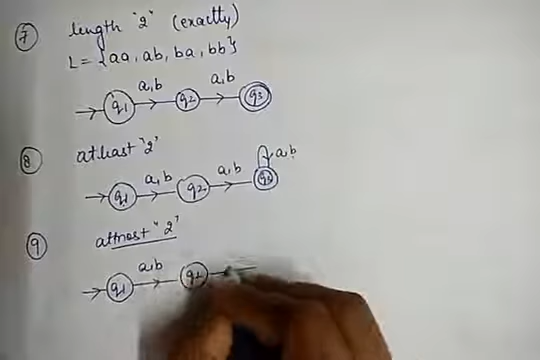 7 length "2" (exactly)
L = {aa, ab, ba, bb}
a,b a,b
q1 q2 q3
8 atleast "2"
a,b a,b a,b
q1 q2 q3
9 atmost "2"
a,b
q1 q2